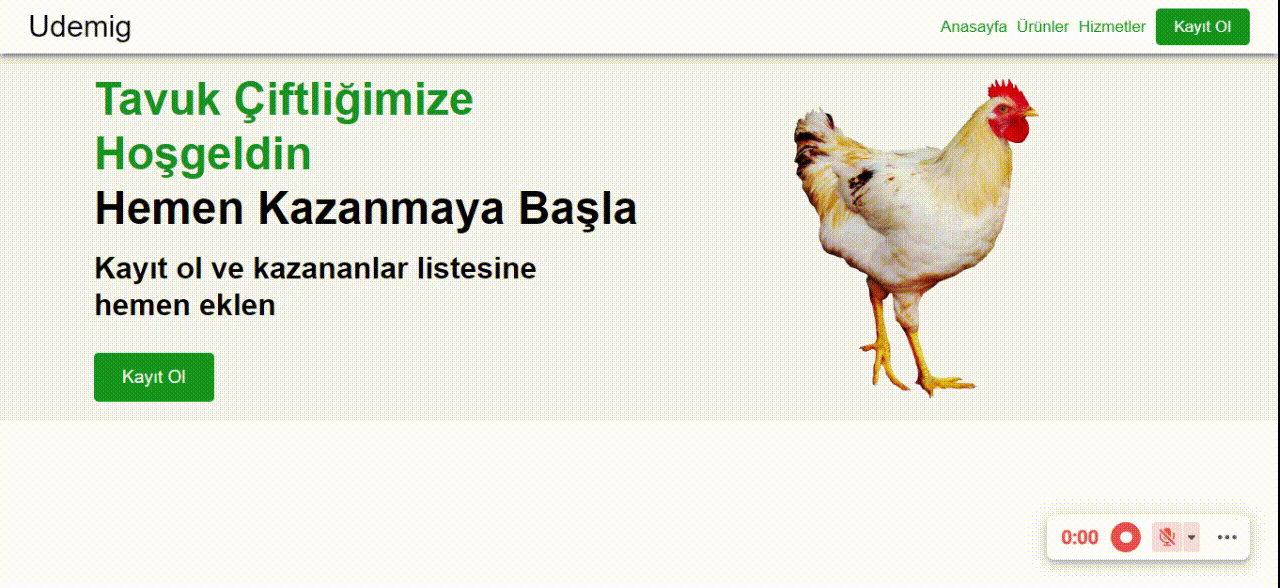 Udemig
Anasayfa Ürünler Hizmetler Kayıt Ol
Tavuk Çiftliğimize
Hoşgeldin
Hemen Kazanmaya Başla
Kayıt ol ve kazananlar listesine
hemen eklen
Kayıt Ol
0:00